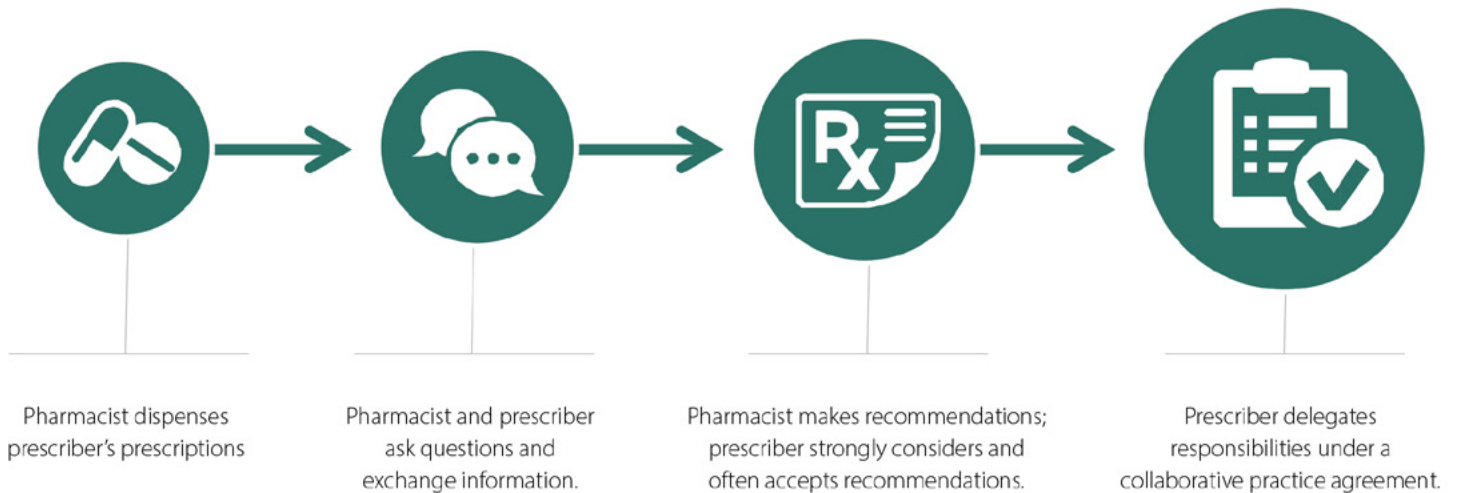 Rx
Pharmacist dispenses
prescriber's prescriptions
Pharmacist and prescriber
ask questions and
exchange information.
Pharmacist makes recommendations;
prescriber strongly considers and
often accepts recommendations.
Prescriber delegates
responsibilities under a
collaborative practice agreement.